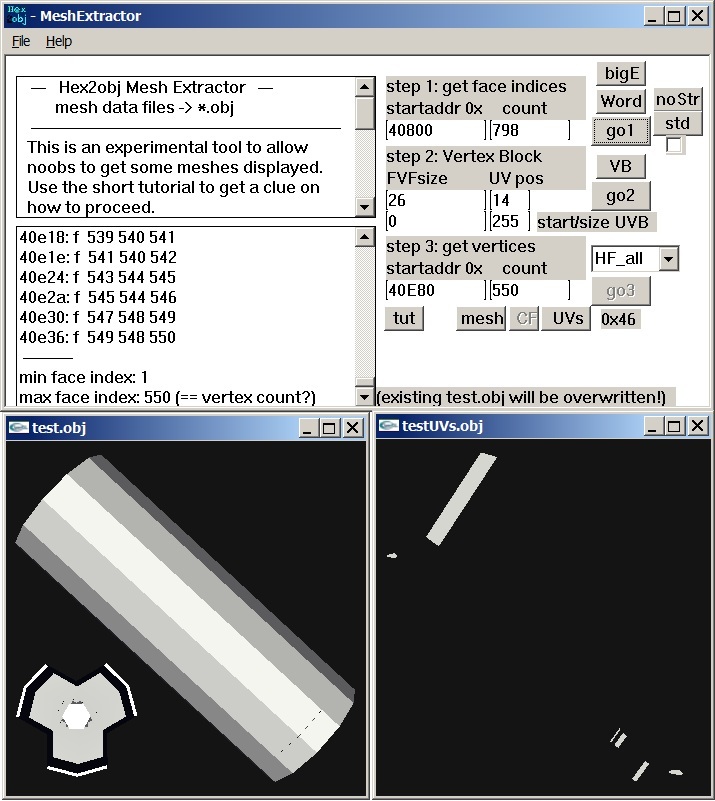 Hex obj - MeshExtractor
File Help
— Hex2obj Mesh Extractor —
mesh data files -> *.obj
This is an experimental tool to allow
noobs to get some meshes displayed.
Use the short tutorial to get a clue on
how to proceed.
40e18: f 539 540 541
40e1e: f 541 540 542
40e24: f 543 544 545
40e2a: f 545 544 546
40e30: f 547 548 549
40e36: f 549 548 550
min face index: 1
max face index: 550 (== vertex count?)
step 1: get face indices
startaddr 0x count
40800 798
bigE
Word
noStr
go1
std
step 2: Vertex Block
FVFsize UV pos
26 14
0 255 start/size UVB
VB
go2
step 3: get vertices
startaddr 0x count
40E80 550
HF_all
go3
tut mesh CF UVs 0x46
(existing test.obj will be overwritten!)
test.obj
testUVs.obj